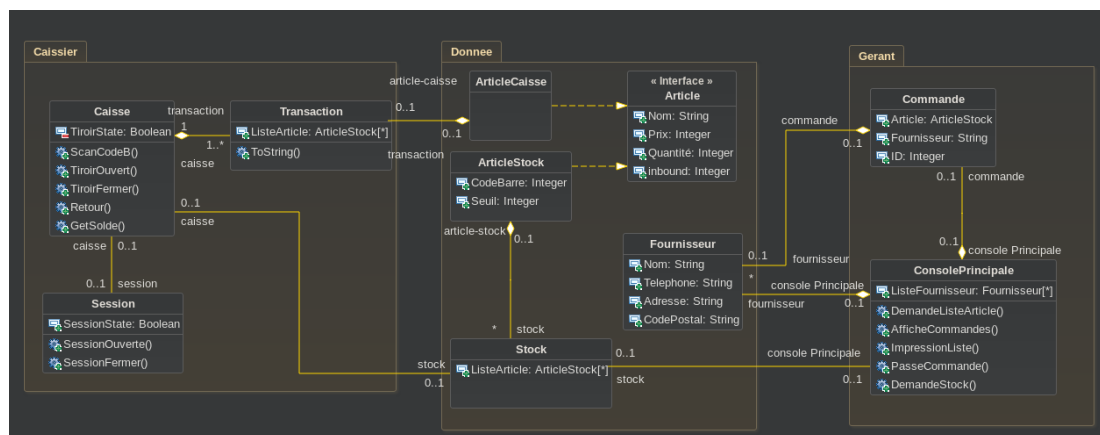 Caissier
Caisse
TiroirState: Boolean
ScanCodeB()
TiroirOuvert()
TiroirFermer()
Retour()
GetSolde()
transaction
1
1..*
caisse
Transaction
ListeArticle: ArticleStock[*]
ToString()
0..1
caisse
caisse
0..1
0..1
session
Session
SessionState: Boolean
SessionOuverte()
SessionFermer()
Donnee
article-caisse
0..1
0..1
transaction
ArticleCaisse
« Interface »
Article
Nom: String
Prix: Integer
Quantité: Integer
inbound: Integer
ArticleStock
CodeBarre: Integer
Seuil: Integer
article-stock
0..1
*
stock
Fournisseur
Nom: String
Telephone: String
Adresse: String
CodePostal: String
Stock
ListeArticle: ArticleStock[*]
stock
0..1
0..1
stock
Gerant
Commande
Article: ArticleStock
Fournisseur: String
ID: Integer
commande
0..1
0..1
fournisseur
0..1
commande
0..1
console Principale
*
console Principale
fournisseur
0..1
ConsolePrincipale
ListeFournisseur: Fournisseur[*]
DemandeListeArticle()
AfficheCommandes()
ImpressionListe()
PasseCommande()
DemandeStock()
console Principale
0..1